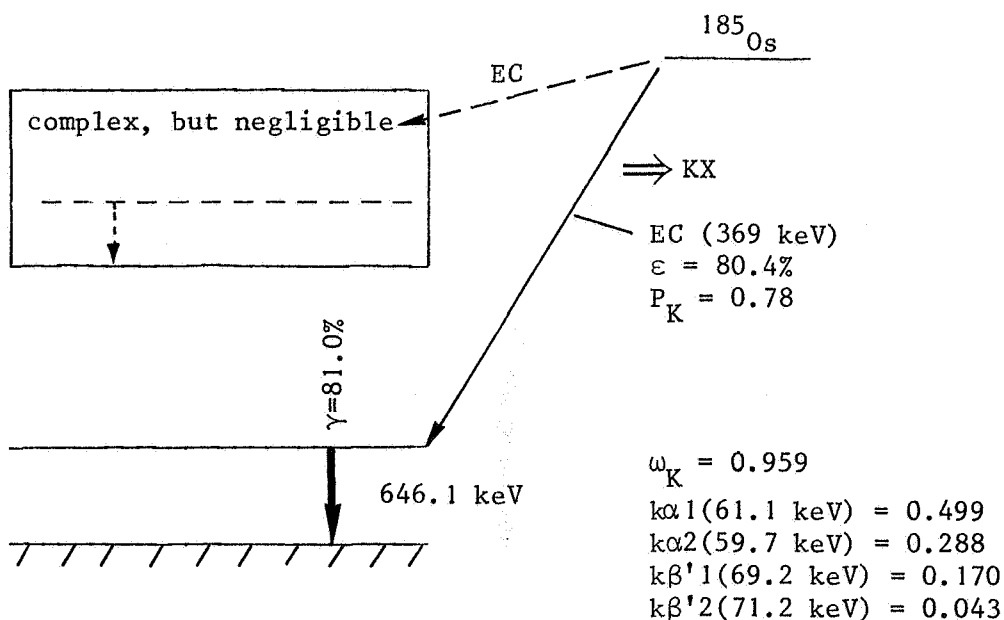 185Os
EC
complex, but negligible
⇒ KX
EC (369 keV)
ε = 80.4%
PK = 0.78
γ=81.0%
646.1 keV
ωK = 0.959
kα1(61.1 keV) = 0.499
kα2(59.7 keV) = 0.288
kβ'1(69.2 keV) = 0.170
kβ'2(71.2 keV) = 0.043